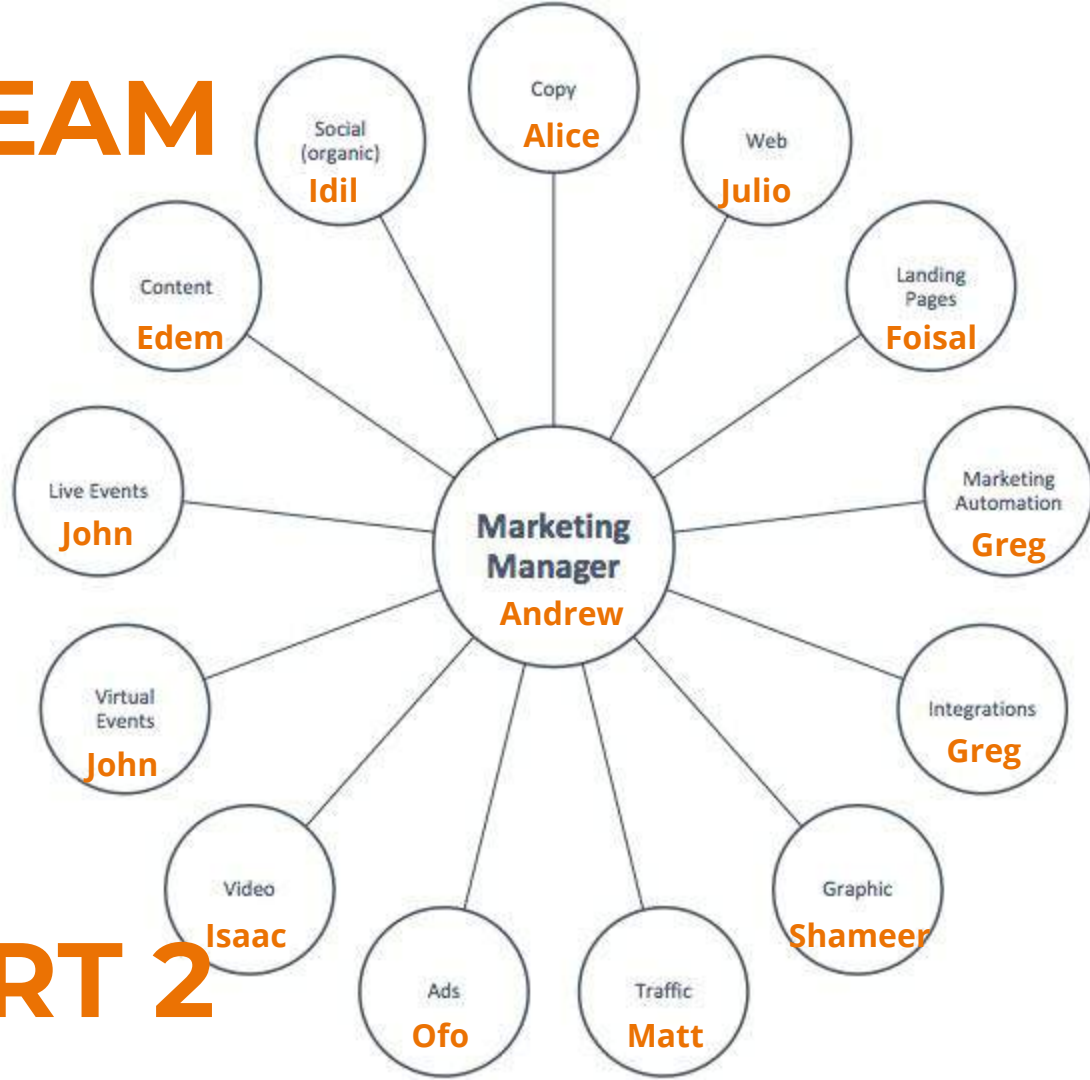 EAM
Copy
Alice
Social
(organic)
Idil
Web
Julio
Content
Edem
Landing
Pages
Foisal
Live Events
John
Marketing
Automation
Greg
Marketing
Manager
Andrew
Virtual
Events
John
Integrations
Greg
Video
Isaac
Graphic
Shameer
RT 2
Ads
Ofo
Traffic
Matt